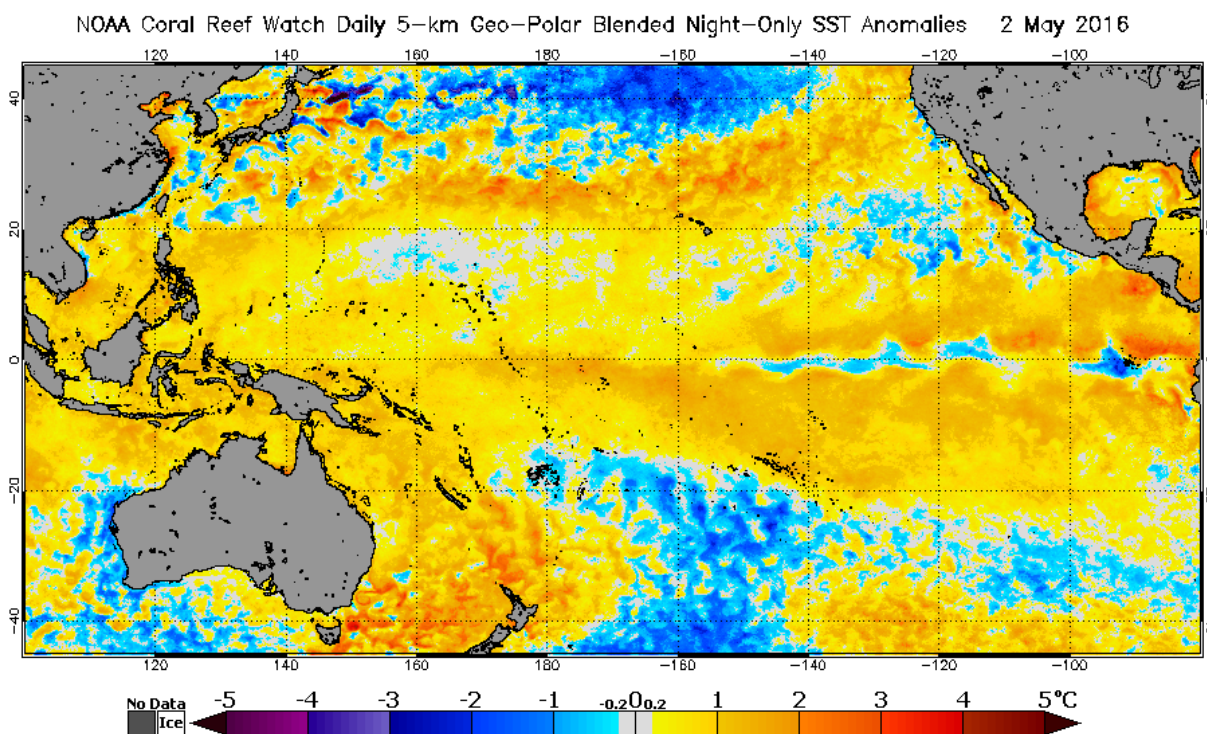 NOAA Coral Reef Watch Daily 5-km Geo-Polar Blended Night-Only SST Anomalies 2 May 2016
120 140 160 180 -160 -140 -120 -100
40
20
0
-20
-40
120 140 160 180 -160 -140 -120 -100
No Data
Ice
-5 -4 -3 -2 -1 -0.2 0 0.2 1 2 3 4 5°C